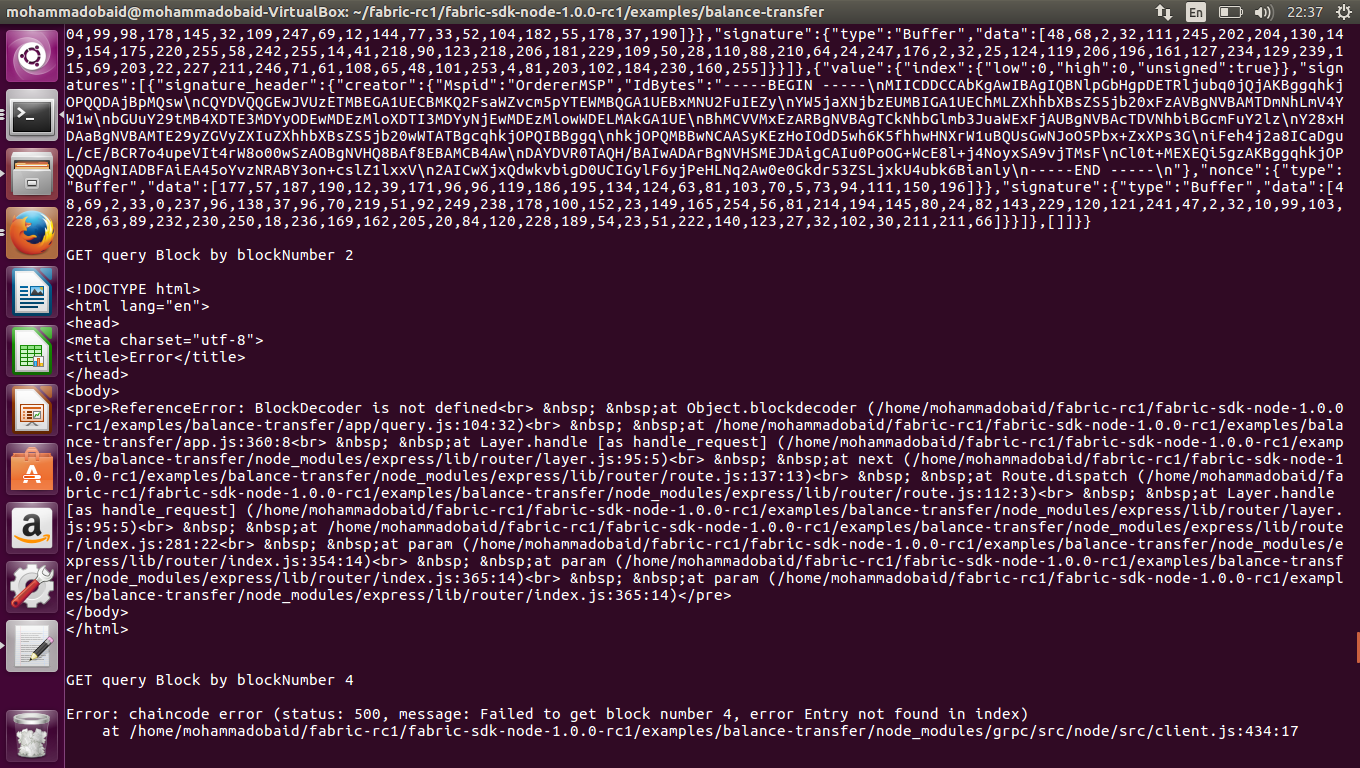 mohammadobaid@mohammadobaid-VirtualBox: ~/fabric-rc1/fabric-sdk-node-1.0.0-rc1/examples/balance-transfer
En
22:37
04,99,98,178,145,32,109,247,69,12,144,77,33,52,104,182,55,178,37,190]}},"signature":{"type":"Buffer","data":[48,68,2,32,111,245,202,204,130,14
9,154,175,220,255,58,242,255,14,41,218,90,123,218,206,181,229,109,50,28,110,88,210,64,24,247,176,2,32,25,124,119,206,196,161,127,234,129,239,1
15,69,203,22,227,211,246,71,61,108,65,48,101,253,4,81,203,102,184,230,160,255]}}]},{"value":{"index":{"low":0,"high":0,"unsigned":true}},"sign
atures":[{"signature_header":{"creator":{"Mspid":"OrdererMSP","IdBytes":"-----BEGIN -----\nMIICDDCCAbKgAwIBAgIQBNlpGbHgpDETRljubq0jQjAKBggqhkj
OPQQDAjBpMQsw\nCQYDVQQGEwJVUzETMBEGA1UECBMKQ2FsaWZvcm5pYTEWMBQGA1UEBxMNU2FuIEZy\nYW5jaXNjbzEUMBIGA1UEChMLZXhhbXBsZS5jb20xFzAVBgNVBAMTDmNhLmV4Y
W1w\nbGUuY29tMB4XDTE3MDYyODEwMDEzMloXDTI3MDYyNjEwMDEzMlowWDELMAkGA1UE\nBhMCVVMxEzARBgNVBAgTCkNhbGlmb3JuaWExFjAUBgNVBAcTDVNhbiBGcmFuY2lz\nY28xH
DAaBgNVBAMTE29yZGVyZXIuZXhhbXBsZS5jb20wWTATBgcqhkjOPQIBBggq\nhkjOPQMBBwNCAASyKEzHoIOdD5wh6K5fhhwHNXrW1uBQUsGwNJoO5Pbx+ZxXPs3G\niFeh4j2a8ICaDgu
L/cE/BCR7o4upeVIt4rW8o00wSzAOBgNVHQ8BAf8EBAMCB4Aw\nDAYDVR0TAQH/BAIwADArBgNVHSMEJDAigCAIu0PoOG+WcE8l+j4NoyxSA9vjTMsF\nCl0t+MEXEQi5gzAKBggqhkjOP
QQDAgNIADBFAiEA45oYvzNRABY3on+cslZ1lxxV\n2AICwXjxQdwkvbigD0UCIGylF6yjPeHLNq2Aw0e0Gkdr53ZSLjxkU4ubk6Bianly\n-----END -----\n"},"nonce":{"type":
"Buffer","data":[177,57,187,190,12,39,171,96,96,119,186,195,134,124,63,81,103,70,5,73,94,111,150,196]}},"signature":{"type":"Buffer","data":[4
8,69,2,33,0,237,96,138,37,96,70,219,51,92,249,238,178,100,152,23,149,165,254,56,81,214,194,145,80,24,82,143,229,120,121,241,47,2,32,10,99,103,
228,63,89,232,230,250,18,236,169,162,205,20,84,120,228,189,54,23,51,222,140,123,27,32,102,30,211,211,66]}}]},[]]}}
GET query Block by blockNumber 2
<!DOCTYPE html>
<html lang="en">
<head>
<meta charset="utf-8">
<title>Error</title>
</head>
<body>
<pre>ReferenceError: BlockDecoder is not defined<br> &nbsp; &nbsp;at Object.blockdecoder (/home/mohammadobaid/fabric-rc1/fabric-sdk-node-1.0.0
-rc1/examples/balance-transfer/app/query.js:104:32)<br> &nbsp; &nbsp;at /home/mohammadobaid/fabric-rc1/fabric-sdk-node-1.0.0-rc1/examples/bala
nce-transfer/app.js:360:8<br> &nbsp; &nbsp;at Layer.handle [as handle_request] (/home/mohammadobaid/fabric-rc1/fabric-sdk-node-1.0.0-rc1/examp
les/balance-transfer/node_modules/express/lib/router/layer.js:95:5)<br> &nbsp; &nbsp;at next (/home/mohammadobaid/fabric-rc1/fabric-sdk-node-1
.0.0-rc1/examples/balance-transfer/node_modules/express/lib/router/route.js:137:13)<br> &nbsp; &nbsp;at Route.dispatch (/home/mohammadobaid/fa
bric-rc1/fabric-sdk-node-1.0.0-rc1/examples/balance-transfer/node_modules/express/lib/router/route.js:112:3)<br> &nbsp; &nbsp;at Layer.handle
[as handle_request] (/home/mohammadobaid/fabric-rc1/fabric-sdk-node-1.0.0-rc1/examples/balance-transfer/node_modules/express/lib/router/layer.
js:95:5)<br> &nbsp; &nbsp;at /home/mohammadobaid/fabric-rc1/fabric-sdk-node-1.0.0-rc1/examples/balance-transfer/node_modules/express/lib/route
r/index.js:281:22<br> &nbsp; &nbsp;at param (/home/mohammadobaid/fabric-rc1/fabric-sdk-node-1.0.0-rc1/examples/balance-transfer/node_modules/e
xpress/lib/router/index.js:354:14)<br> &nbsp; &nbsp;at param (/home/mohammadobaid/fabric-rc1/fabric-sdk-node-1.0.0-rc1/examples/balance-transf
er/node_modules/express/lib/router/index.js:365:14)<br> &nbsp; &nbsp;at param (/home/mohammadobaid/fabric-rc1/fabric-sdk-node-1.0.0-rc1/exampl
es/balance-transfer/node_modules/express/lib/router/index.js:365:14)</pre>
</body>
</html>
GET query Block by blockNumber 4
Error: chaincode error (status: 500, message: Failed to get block number 4, error Entry not found in index)
at /home/mohammadobaid/fabric-rc1/fabric-sdk-node-1.0.0-rc1/examples/balance-transfer/node_modules/grpc/src/node/src/client.js:434:17